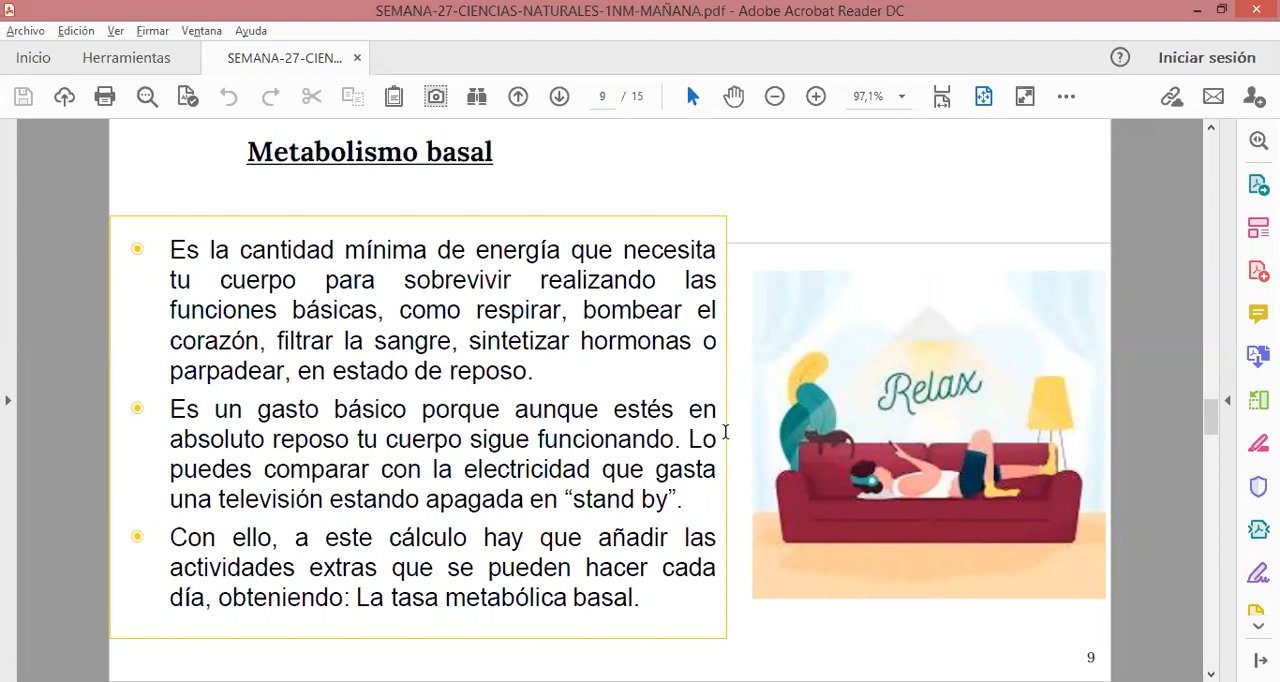 SEMANA-27-CIENCIAS-NATURALES-1NM-MAÑANA.pdf - Adobe Acrobat Reader DC
Archivo Edición Ver Firmar Ventana Ayuda
Inicio Herramientas SEMANA-27-CIEN... × Iniciar sesión
9 / 15 97,1%
Metabolismo basal
Es la cantidad mínima de energía que necesita
tu cuerpo para sobrevivir realizando las
funciones básicas, como respirar, bombear el
corazón, filtrar la sangre, sintetizar hormonas o
parpadear, en estado de reposo.
Es un gasto básico porque aunque estés en
absoluto reposo tu cuerpo sigue funcionando. Lo
puedes comparar con la electricidad que gasta
una televisión estando apagada en “stand by”.
Con ello, a este cálculo hay que añadir las
actividades extras que se pueden hacer cada
día, obteniendo: La tasa metabólica basal.
Relax
9